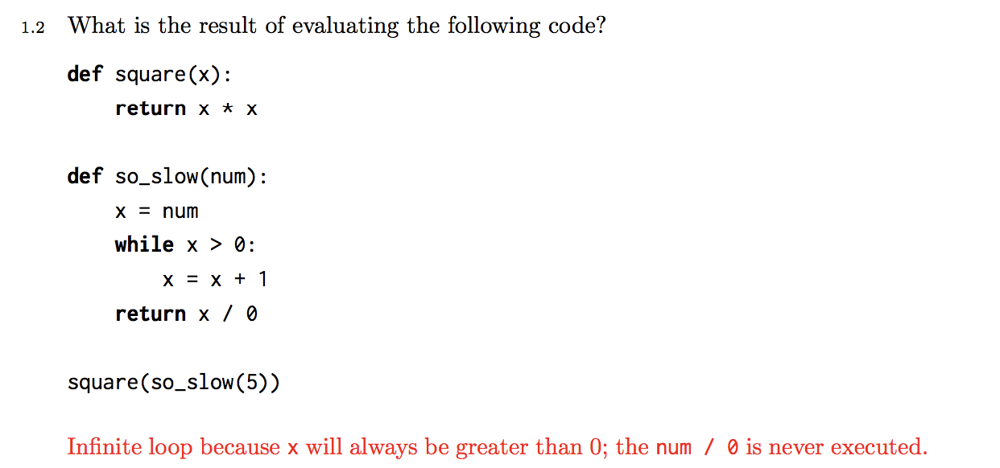 1.2 What is the result of evaluating the following code?
def square(x):
    return x * x
def so_slow(num):
    x = num
    while x > 0:
        x = x + 1
    return x / 0
square(so_slow(5))
Infinite loop because x will always be greater than 0; the num / 0 is never executed.